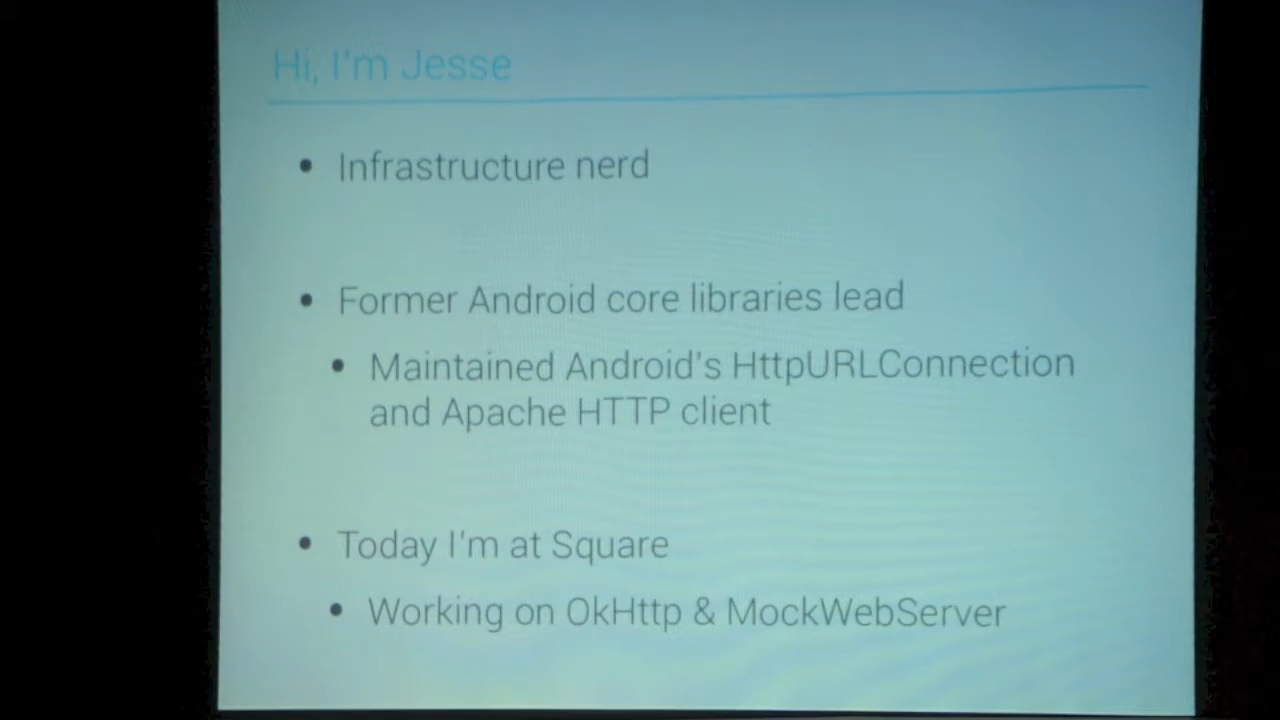 Hi, I'm Jesse
• Infrastructure nerd
• Former Android core libraries lead
• Maintained Android's HttpURLConnection
and Apache HTTP client
• Today I'm at Square
• Working on OkHttp & MockWebServer